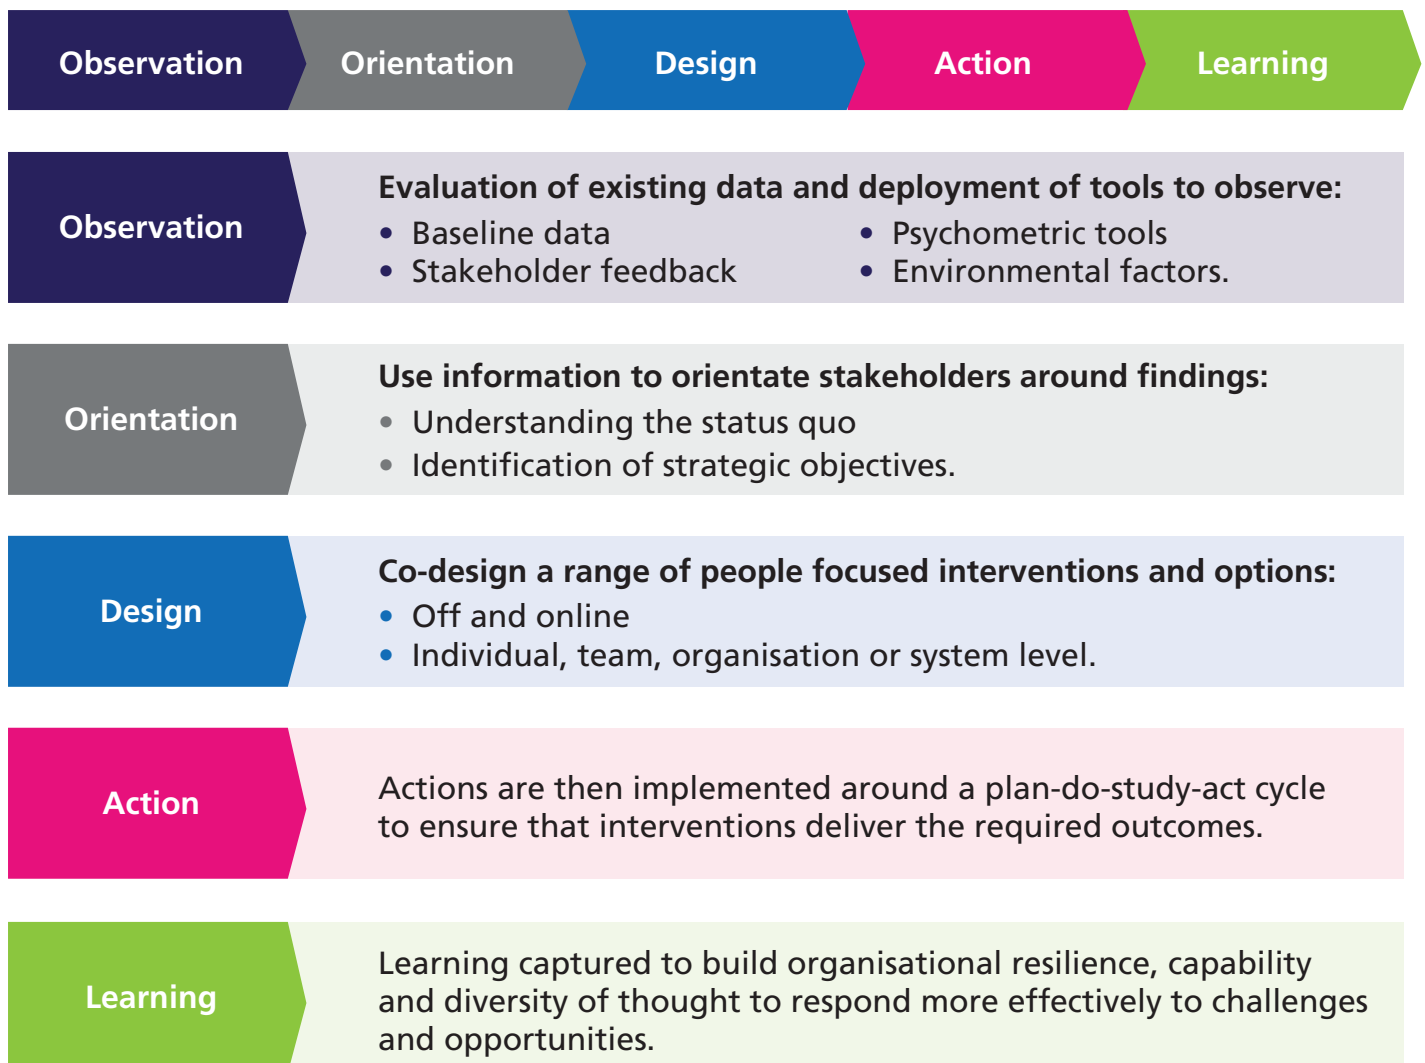 Observation
Orientation
Design
Action
Learning
Observation
Evaluation of existing data and deployment of tools to observe:
• Baseline data
• Stakeholder feedback
• Psychometric tools
• Environmental factors.
Orientation
Use information to orientate stakeholders around findings:
• Understanding the status quo
• Identification of strategic objectives.
Design
Co-design a range of people focused interventions and options:
• Off and online
• Individual, team, organisation or system level.
Action
Actions are then implemented around a plan-do-study-act cycle
to ensure that interventions deliver the required outcomes.
Learning
Learning captured to build organisational resilience, capability
and diversity of thought to respond more effectively to challenges
and opportunities.